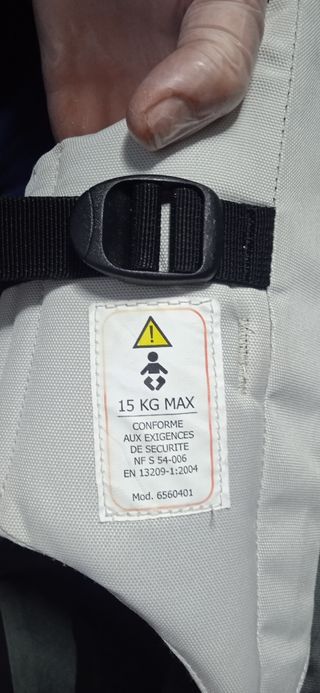 15 KG MAX
CONFORME
AUX EXIGENCES
DE SECURITE
NF S 54-006
EN 13209-1:2004
Mod. 6560401